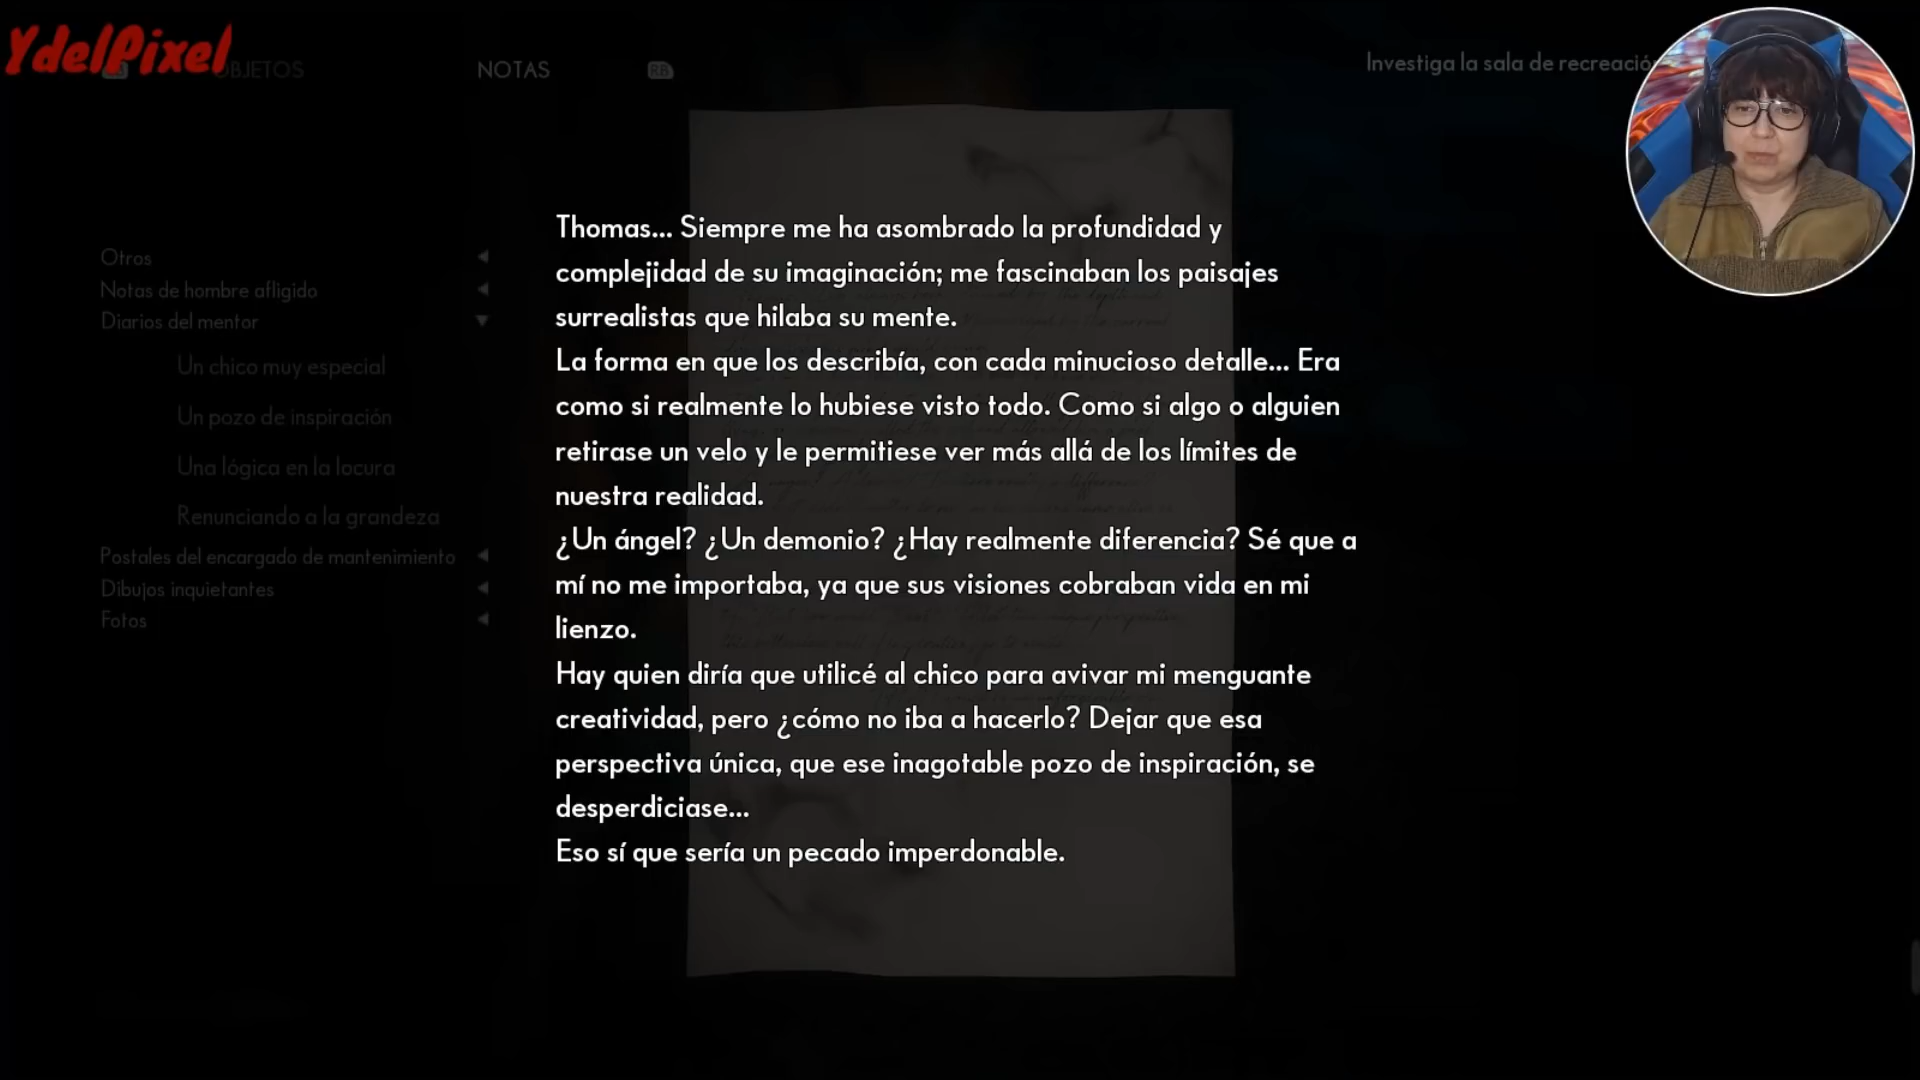 YdelPixel
OBJETOS
NOTAS
RB
Investiga la sala de recreación
Thomas... Siempre me ha asombrado la profundidad y
complejidad de su imaginación; me fascinaban los paisajes
surrealistas que hilaba su mente.
La forma en que los describía, con cada minucioso detalle... Era
como si realmente lo hubiese visto todo. Como si algo o alguien
retirase un velo y le permitiese ver más allá de los límites de
nuestra realidad.
¿Un ángel? ¿Un demonio? ¿Hay realmente diferencia? Sé que a
mí no me importaba, ya que sus visiones cobraban vida en mi
lienzo.
Hay quien diría que utilicé al chico para avivar mi menguante
creatividad, pero ¿cómo no iba a hacerlo? Dejar que esa
perspectiva única, que ese inagotable pozo de inspiración, se
desperdiciase...
Eso sí que sería un pecado imperdonable.
Otros
Notas de hombre afligido
Diarios del mentor
Un chico muy especial
Un pozo de inspiración
Una lógica en la locura
Renunciando a la grandeza
Postales del encargado de mantenimiento
Dibujos inquietantes
Fotos